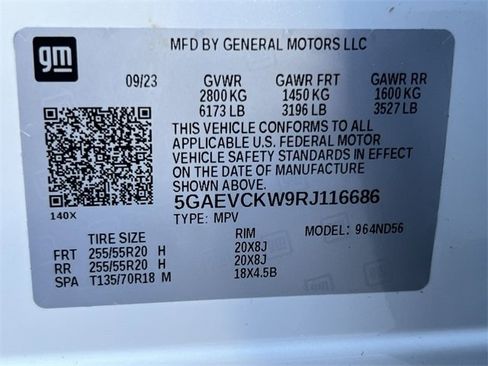 gm
MFD BY GENERAL MOTORS LLC
09/23 GVWR GAWR FRT GAWR RR
2800 KG 1450 KG 1600 KG
6173 LB 3196 LB 3527 LB
THIS VEHICLE CONFORMS TO ALL
APPLICABLE U.S. FEDERAL MOTOR
VEHICLE SAFETY STANDARDS IN EFFECT
ON THE DATE OF MANUFACTURE
SHOWN ABOVE.
140X
5GAEVCKW9RJ116686
TYPE: MPV MODEL: 964ND56
TIRE SIZE RIM
FRT 255/55R20 H 20X8J
RR 255/55R20 H 20X8J
SPA T135/70R18 M 18X4.5B